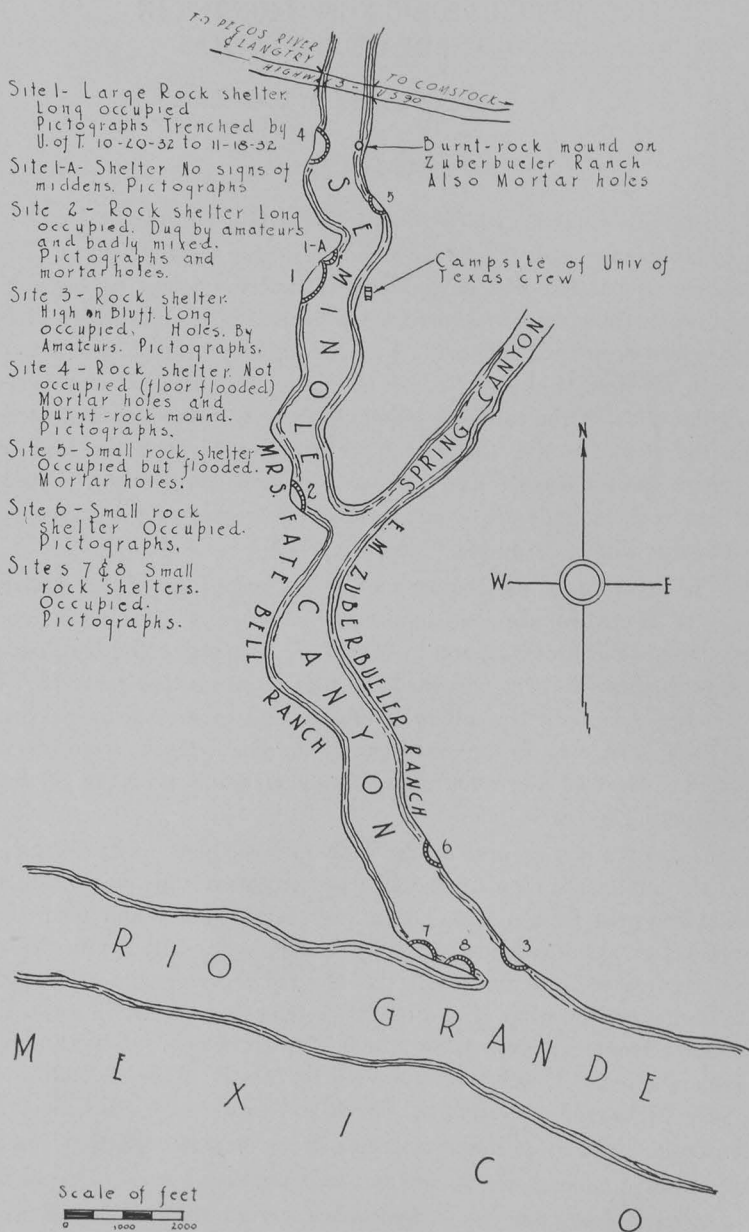 TO PECOS RIVER
& LANGTRY
HIGHWAY 3 - U S 90
TO COMSTOCK
Site 1- Large Rock shelter.
Long occupied
Pictographs Trenched by
U. of T. 10-20-32 to 11-18-32
Site 1-A- Shelter No signs of
middens. Pictographs
Site 2 - Rock shelter Long
occupied. Dug by amateurs
and badly mixed.
Pictographs and
mortar holes.
Site 3 - Rock shelter.
High on Bluff. Long
occupied. Holes. By
Amateurs. Pictographs.
Site 4 - Rock shelter. Not
occupied (floor flooded)
Mortar holes and
burnt-rock mound.
Pictographs.
Site 5 - Small rock shelter
Occupied but flooded.
Mortar holes.
Site 6 - Small rock
shelter Occupied.
Pictographs.
Sites 7 & 8 Small
rock shelters.
Occupied.
Pictographs.
4
Burnt-rock mound on
Zuberbueler Ranch
Also Mortar holes
5
1-A
1
Campsite of Univ of
Texas crew
SEMINOLE CANYON
SPRING CANYON
2
MRS. FATE BELL RANCH
E. M. ZUBERBUELER RANCH
N
W
E
6
7
8
3
RIO GRANDE
MEXICO
Scale of feet
0 1000 2000